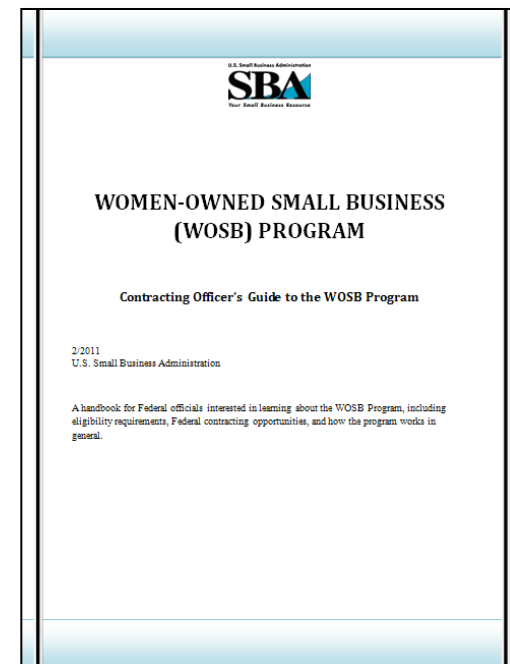 U.S. Small Business Administration
SBA
Your Small Business Resource
WOMEN-OWNED SMALL BUSINESS
(WOSB) PROGRAM
Contracting Officer's Guide to the WOSB Program
2/2011
U.S. Small Business Administration
A handbook for Federal officials interested in learning about the WOSB Program, including
eligibility requirements, Federal contracting opportunities, and how the program works in
general.